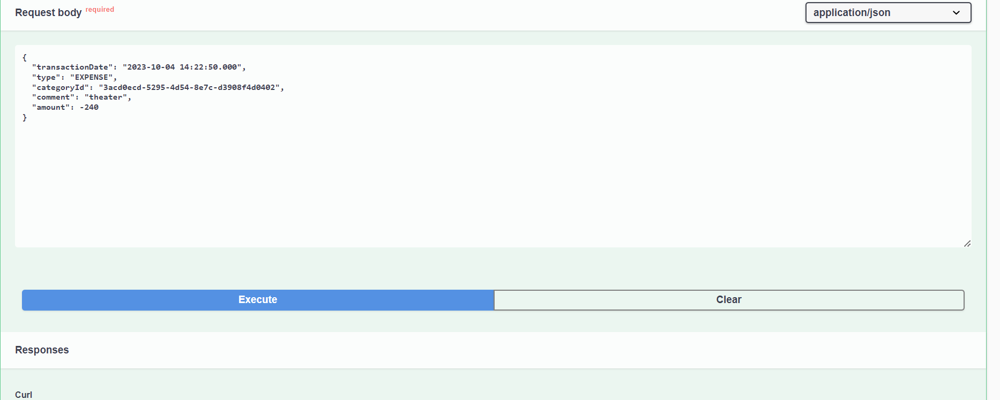 Request body required
application/json
{
  "transactionDate": "2023-10-04 14:22:50.000",
  "type": "EXPENSE",
  "categoryId": "3acd0ecd-5295-4d54-8e7c-d3908f4d0402",
  "comment": "theater",
  "amount": -240
}
Execute
Clear
Responses
Curl